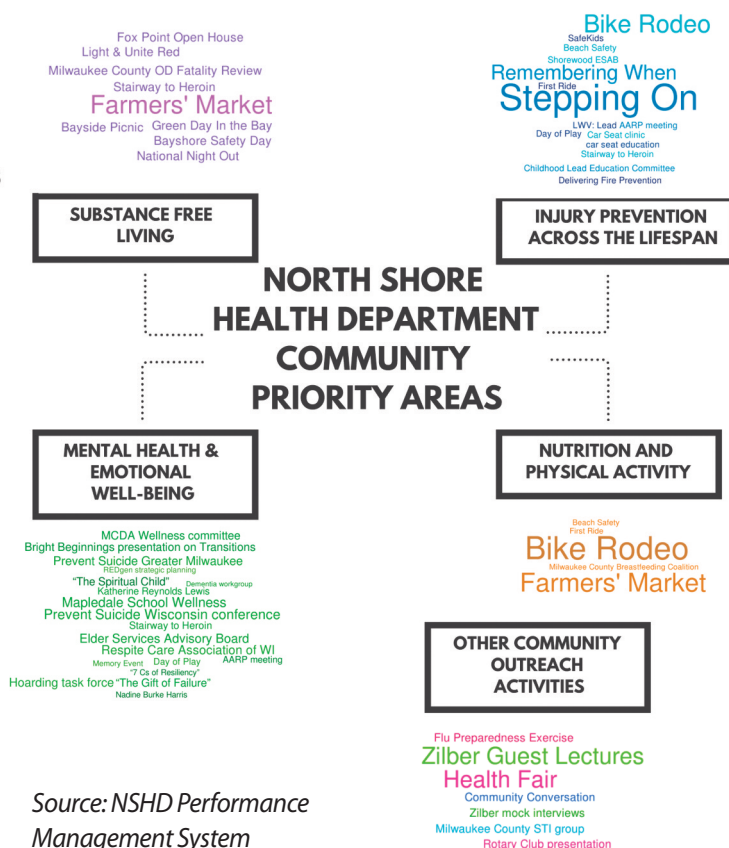 Fox Point Open House
Light & Unite Red
Milwaukee County OD Fatality Review
Stairway to Heroin
Farmers' Market
Bayside Picnic Green Day In the Bay
Bayshore Safety Day
National Night Out
SUBSTANCE FREE
LIVING
Bike Rodeo
SafeKids
Beach Safety
Shorewood ESAB
Remembering When
First Ride
Stepping On
LWV: Lead AARP meeting
Day of Play Car Seat clinic
car seat education
Stairway to Heroin
Childhood Lead Education Committee
Delivering Fire Prevention
INJURY PREVENTION
ACROSS THE LIFESPAN
NORTH SHORE
HEALTH DEPARTMENT
COMMUNITY
PRIORITY AREAS
MENTAL HEALTH &
EMOTIONAL
WELL-BEING
MCDA Wellness committee
Bright Beginnings presentation on Transitions
Prevent Suicide Greater Milwaukee
REDgen strategic planning
"The Spiritual Child" Dementia workgroup
Katherine Reynolds Lewis
Mapledale School Wellness
Prevent Suicide Wisconsin conference
Stairway to Heroin
Elder Services Advisory Board
Respite Care Association of WI
Memory Event Day of Play AARP meeting
"7 Cs of Resiliency"
Hoarding task force "The Gift of Failure"
Nadine Burke Harris
NUTRITION AND
PHYSICAL ACTIVITY
Beach Safety
First Ride
Bike Rodeo
Milwaukee County Breastfeeding Coalition
Farmers' Market
OTHER COMMUNITY
OUTREACH
ACTIVITIES
Flu Preparedness Exercise
Zilber Guest Lectures
Health Fair
Community Conversation
Zilber mock interviews
Milwaukee County STI group
Rotary Club presentation
Source: NSHD Performance
Management System